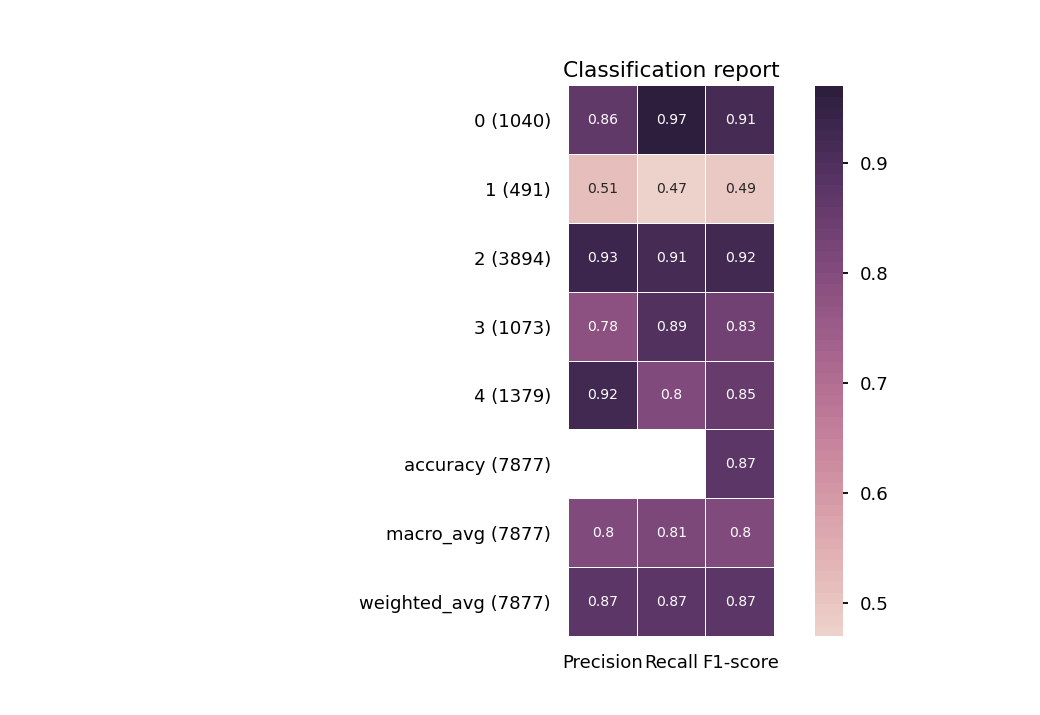 Classification report
0 (1040) 0.86 0.97 0.91
1 (491) 0.51 0.47 0.49
2 (3894) 0.93 0.91 0.92
3 (1073) 0.78 0.89 0.83
4 (1379) 0.92 0.8 0.85
accuracy (7877) 0.87
macro_avg (7877) 0.8 0.81 0.8
weighted_avg (7877) 0.87 0.87 0.87
Precision Recall F1-score
0.9
0.8
0.7
0.6
0.5